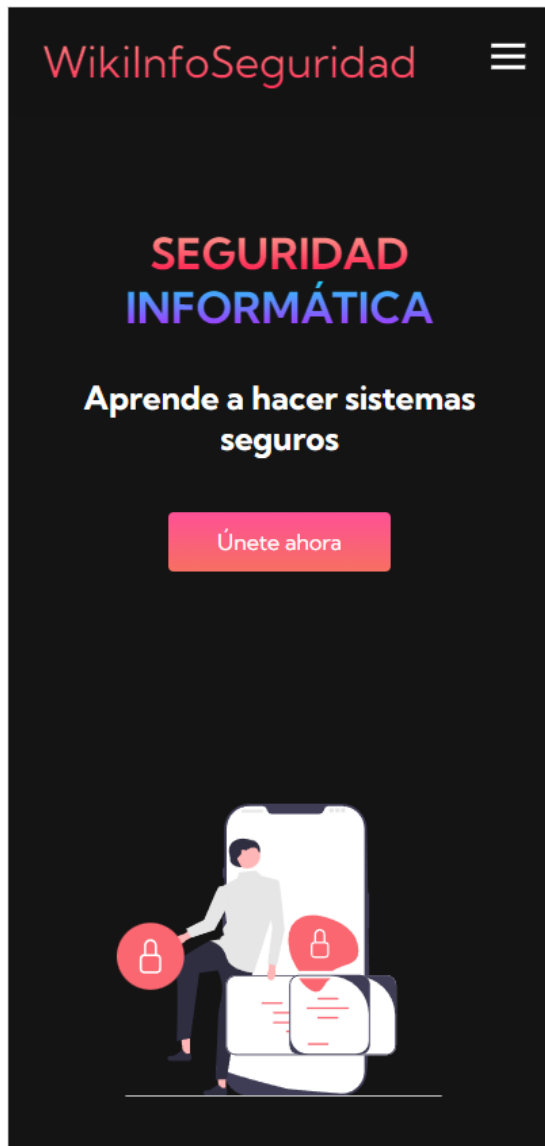 WikiInfoSeguridad
SEGURIDAD
INFORMÁTICA
Aprende a hacer sistemas
seguros
Únete ahora